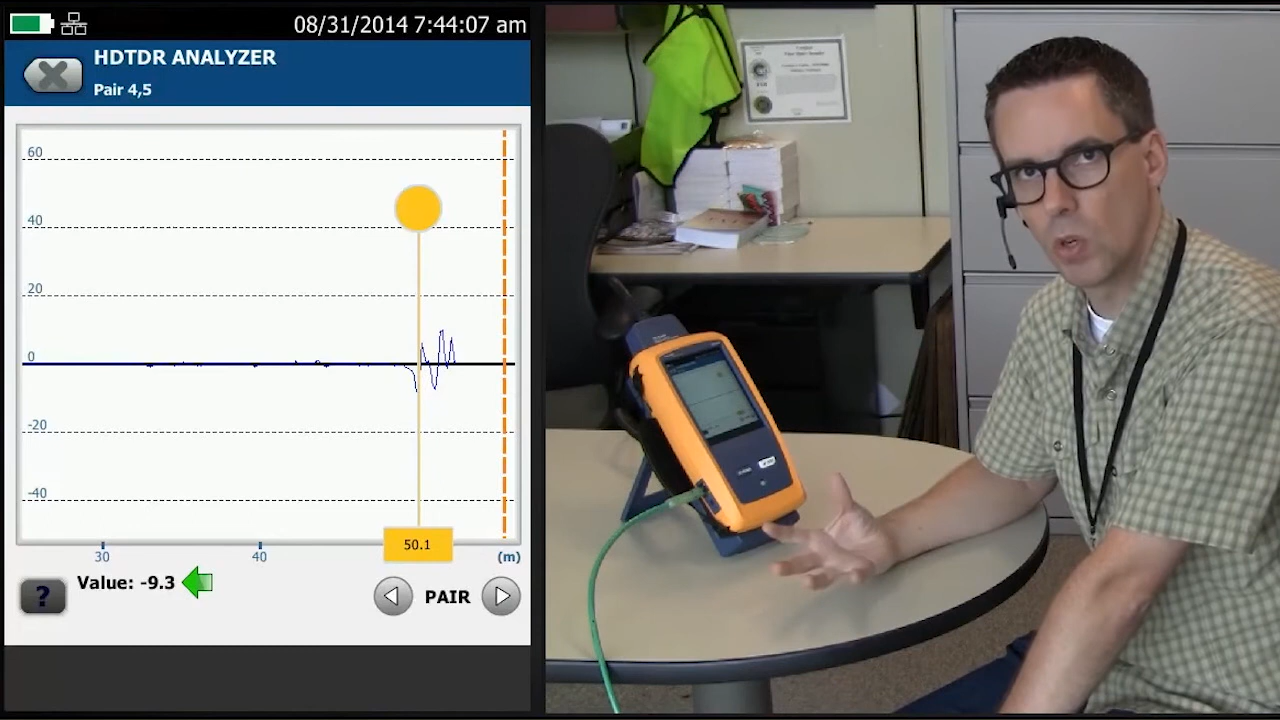 08/31/2014 7:44:07 am
HDTDR ANALYZER
Pair 4,5
60
40
20
0
-20
-40
30
40
50.1
(m)
?
Value: -9.3
PAIR